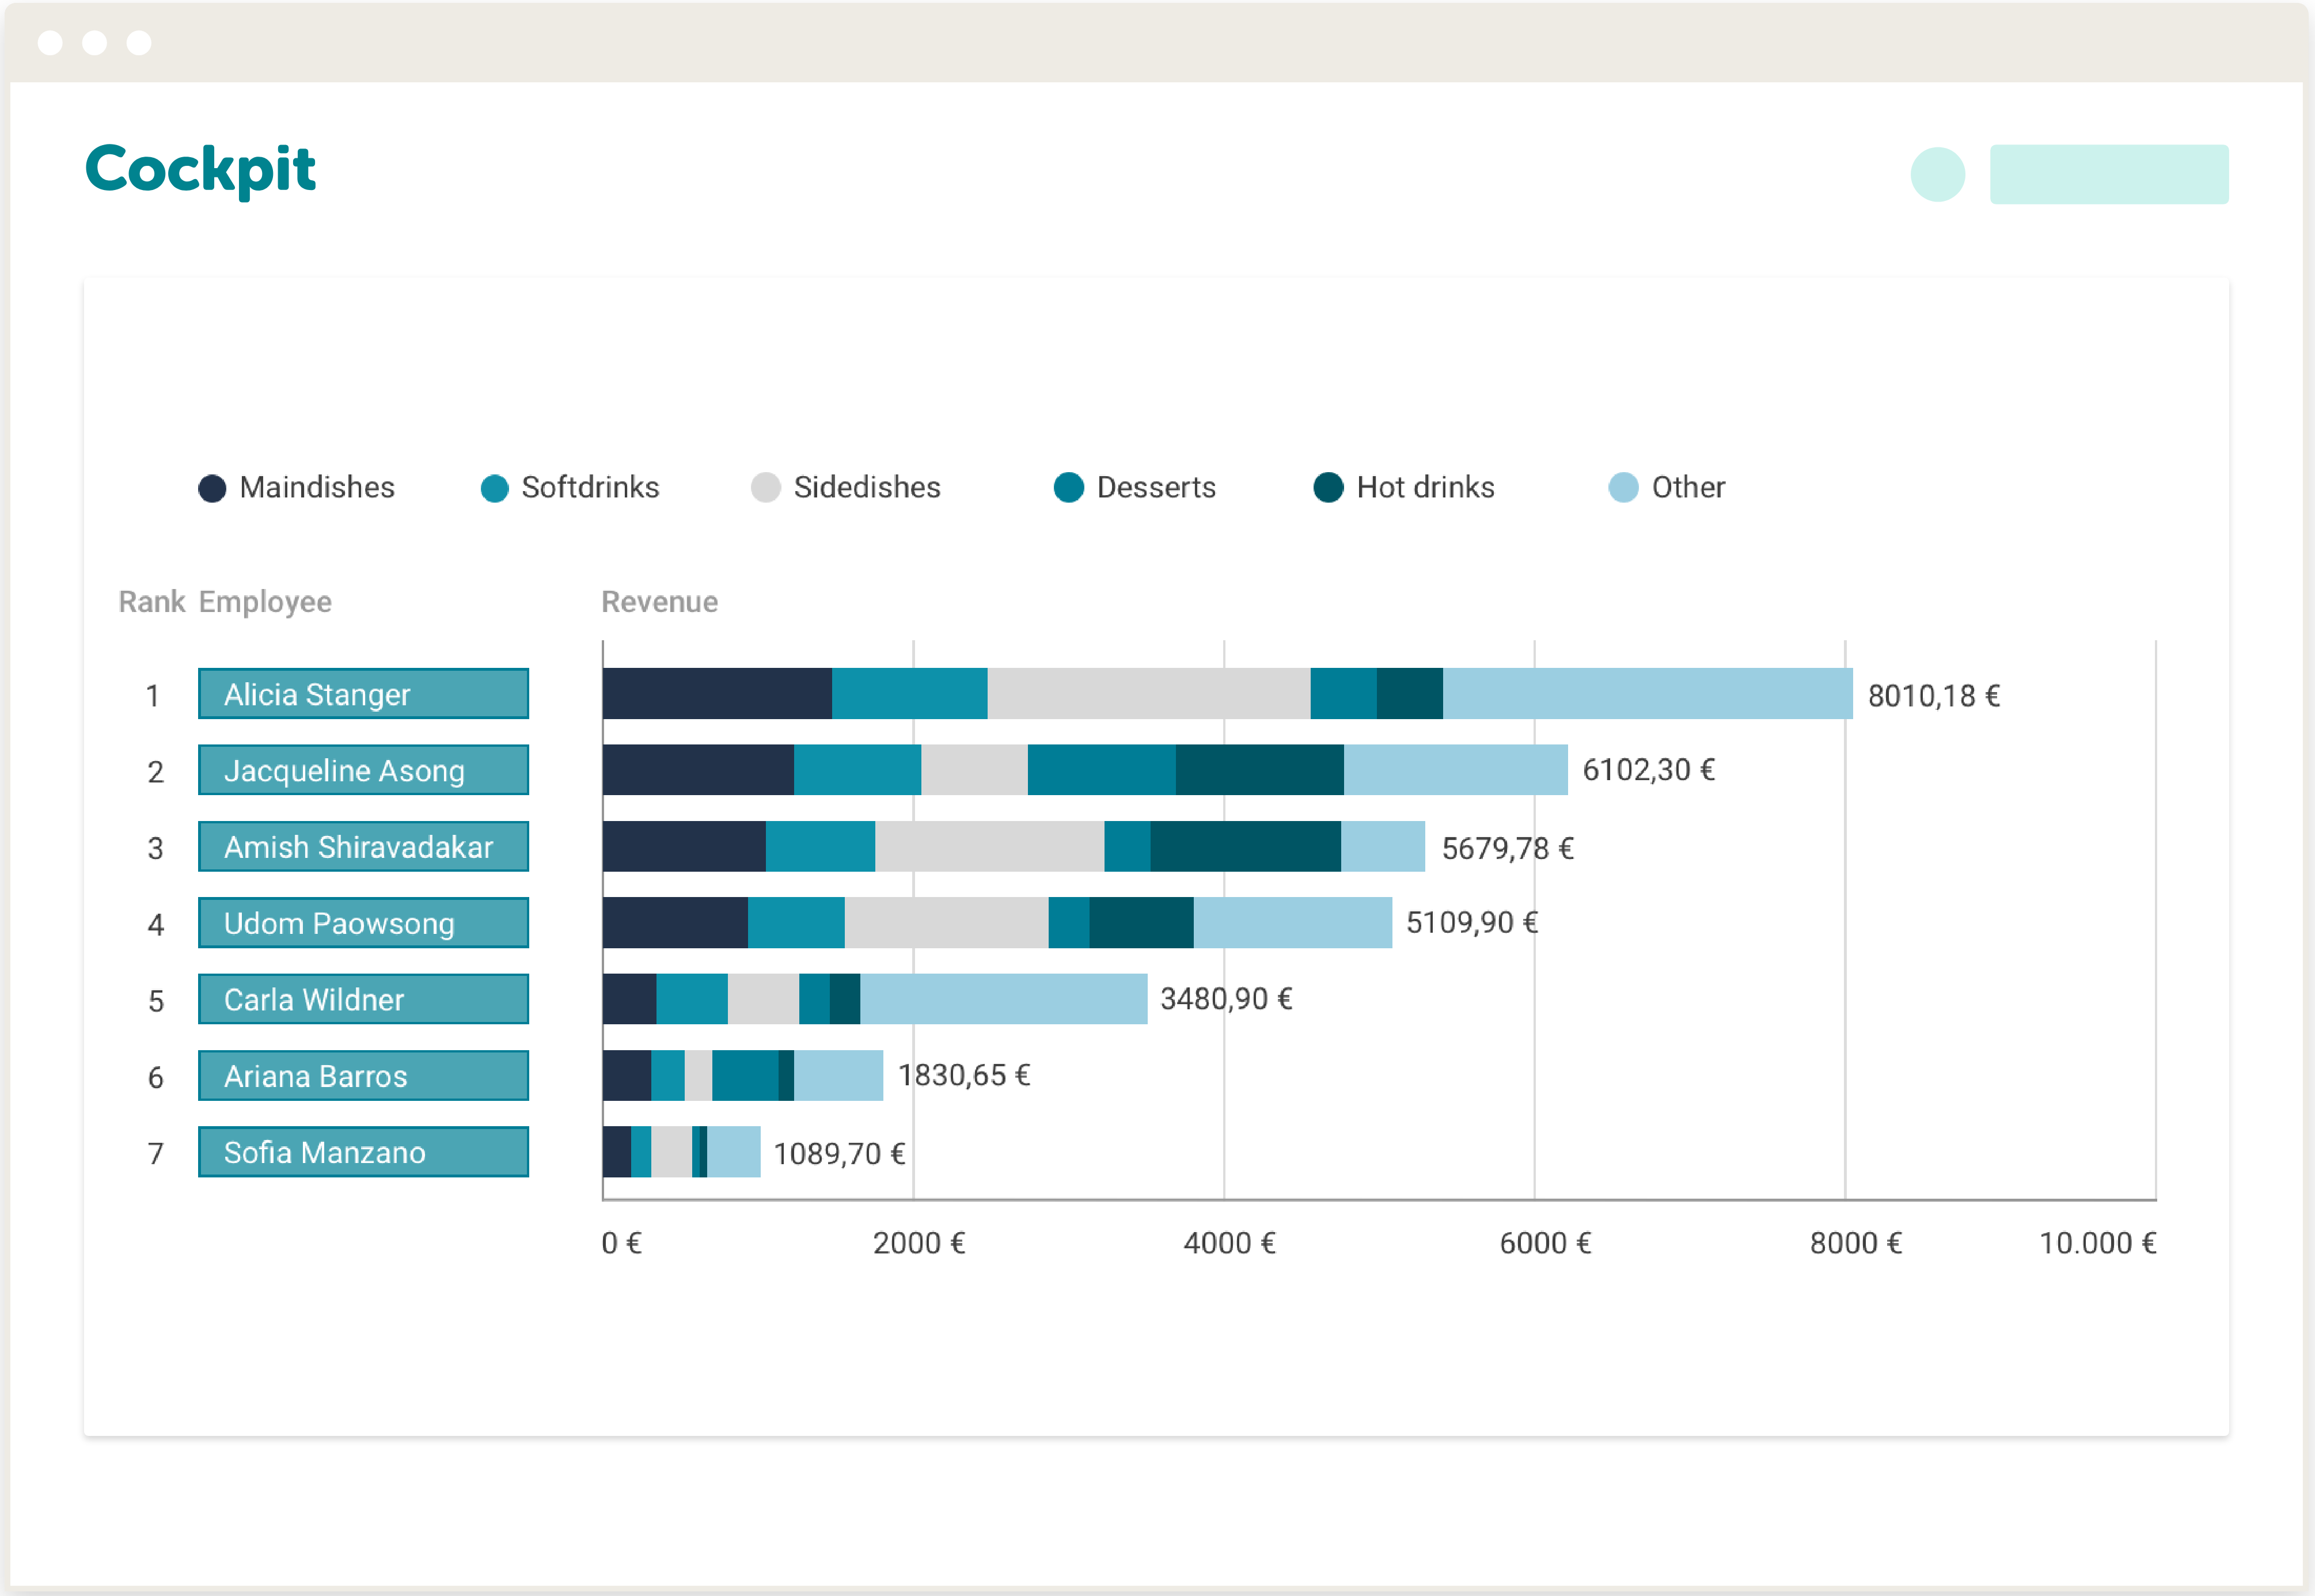 Cockpit
Maindishes Softdrinks Sidedishes Desserts Hot drinks Other
Rank Employee Revenue
1 Alicia Stanger 8010,18 €
2 Jacqueline Asong 6102,30 €
3 Amish Shiravadakar 5679,78 €
4 Udom Paowsong 5109,90 €
5 Carla Wildner 3480,90 €
6 Ariana Barros 1830,65 €
7 Sofia Manzano 1089,70 €
0 € 2000 € 4000 € 6000 € 8000 € 10.000 €